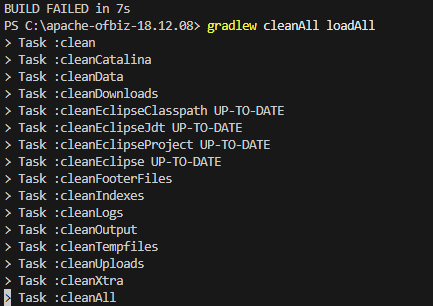 BUILD FAILED in 7s
PS C:\apache-ofbiz-18.12.08> gradlew cleanAll loadAll
> Task :clean
> Task :cleanCatalina
> Task :cleanData
> Task :cleanDownloads
> Task :cleanEclipseClasspath UP-TO-DATE
> Task :cleanEclipseJdt UP-TO-DATE
> Task :cleanEclipseProject UP-TO-DATE
> Task :cleanEclipse UP-TO-DATE
> Task :cleanFooterFiles
> Task :cleanIndexes
> Task :cleanLogs
> Task :cleanOutput
> Task :cleanTempfiles
> Task :cleanUploads
> Task :cleanXtra
> Task :cleanAll